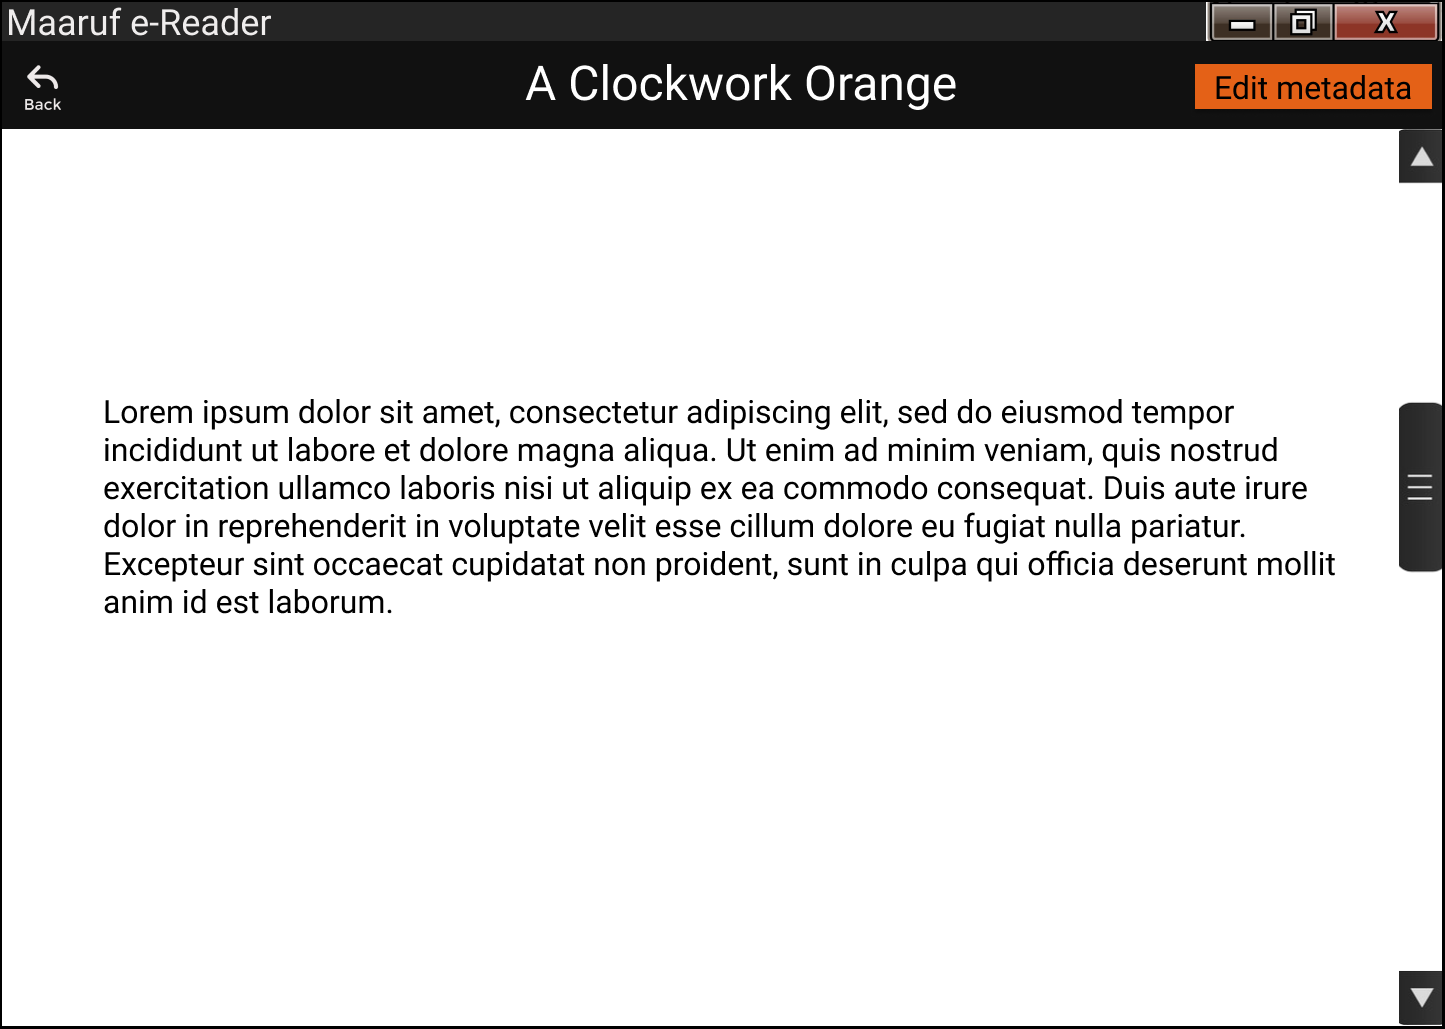 Maaruf e-Reader
X
Back
A Clockwork Orange
Edit metadata
Lorem ipsum dolor sit amet, consectetur adipiscing elit, sed do eiusmod tempor
incididunt ut labore et dolore magna aliqua. Ut enim ad minim veniam, quis nostrud
exercitation ullamco laboris nisi ut aliquip ex ea commodo consequat. Duis aute irure
dolor in reprehenderit in voluptate velit esse cillum dolore eu fugiat nulla pariatur.
Excepteur sint occaecat cupidatat non proident, sunt in culpa qui officia deserunt mollit
anim id est laborum.